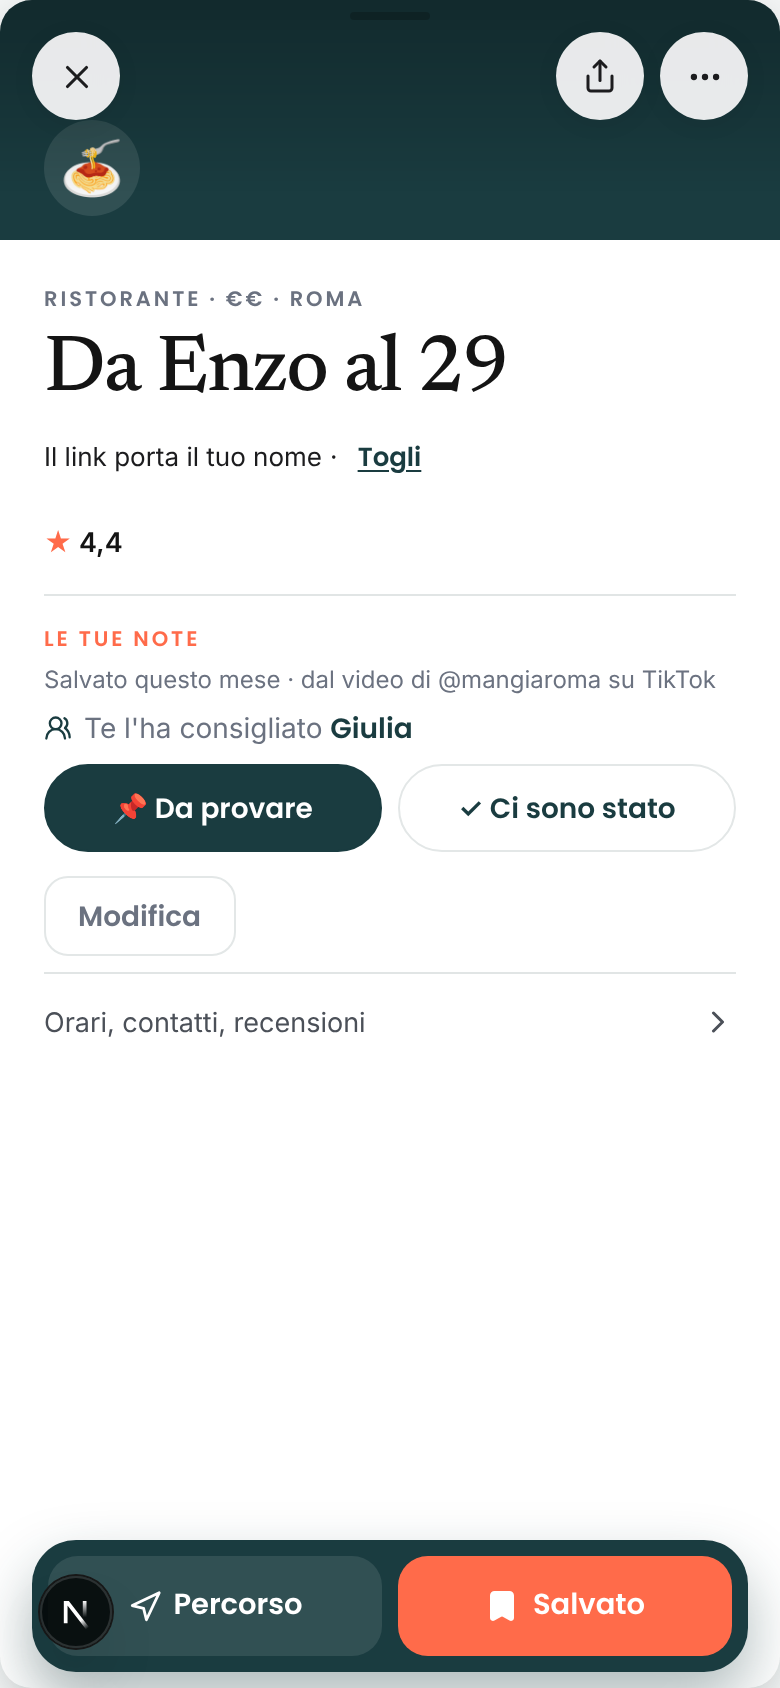 RISTORANTE · €€ · ROMA
Da Enzo al 29
Il link porta il tuo nome · Togli
★ 4,4
LE TUE NOTE
Salvato questo mese · dal video di @mangiaroma su TikTok
Te l'ha consigliato Giulia
📌 Da provare
✓ Ci sono stato
Modifica
Orari, contatti, recensioni
N
Percorso
Salvato